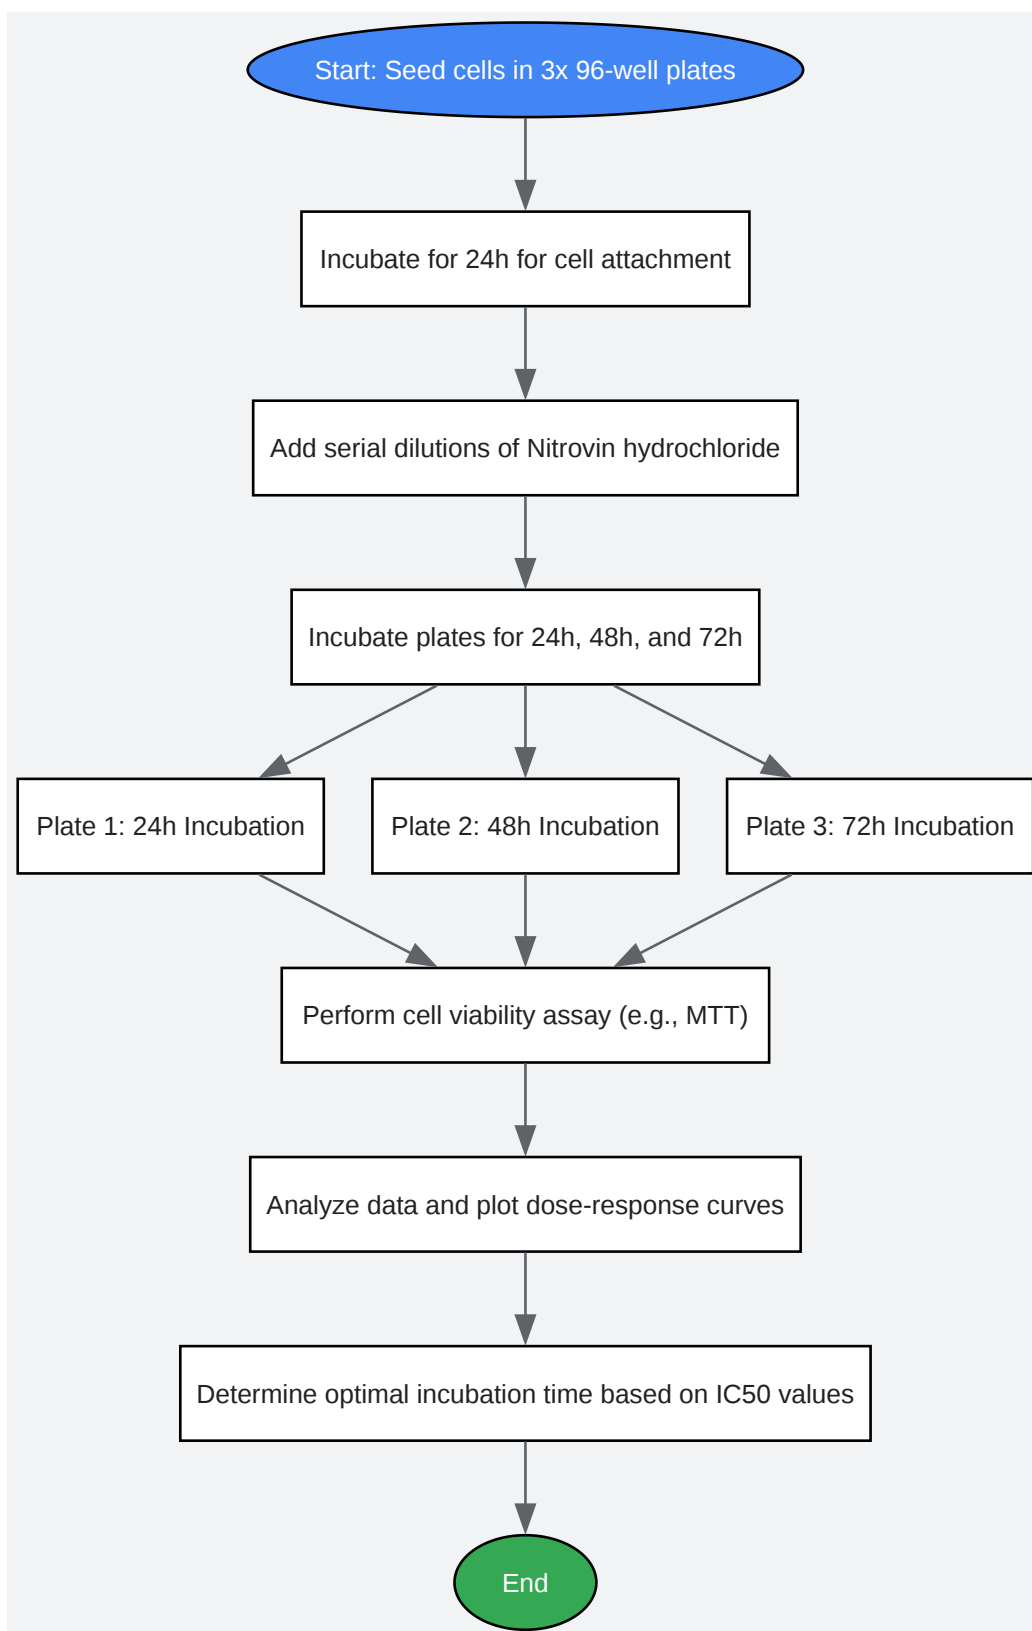 Start: Seed cells in 3x 96-well plates
Incubate for 24h for cell attachment
Add serial dilutions of Nitrovin hydrochloride
Incubate plates for 24h, 48h, and 72h
Plate 1: 24h Incubation
Plate 2: 48h Incubation
Plate 3: 72h Incubation
Perform cell viability assay (e.g., MTT)
Analyze data and plot dose-response curves
Determine optimal incubation time based on IC50 values
End